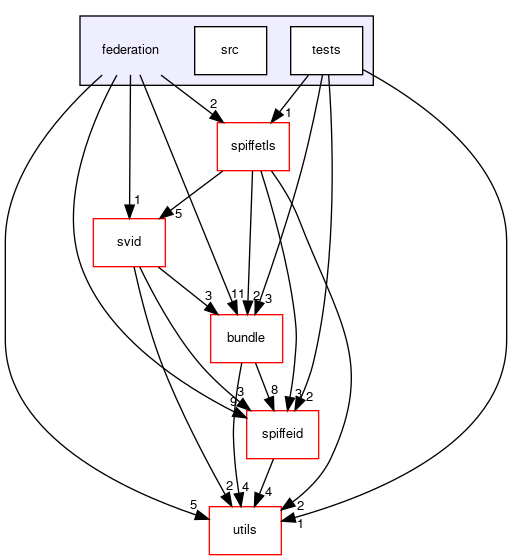 federation
src
tests
2
1
spiffetls
1
5
svid
3
11
2
3
bundle
8
3
9
3
2
spiffeid
2
4
4
5
2
1
utils